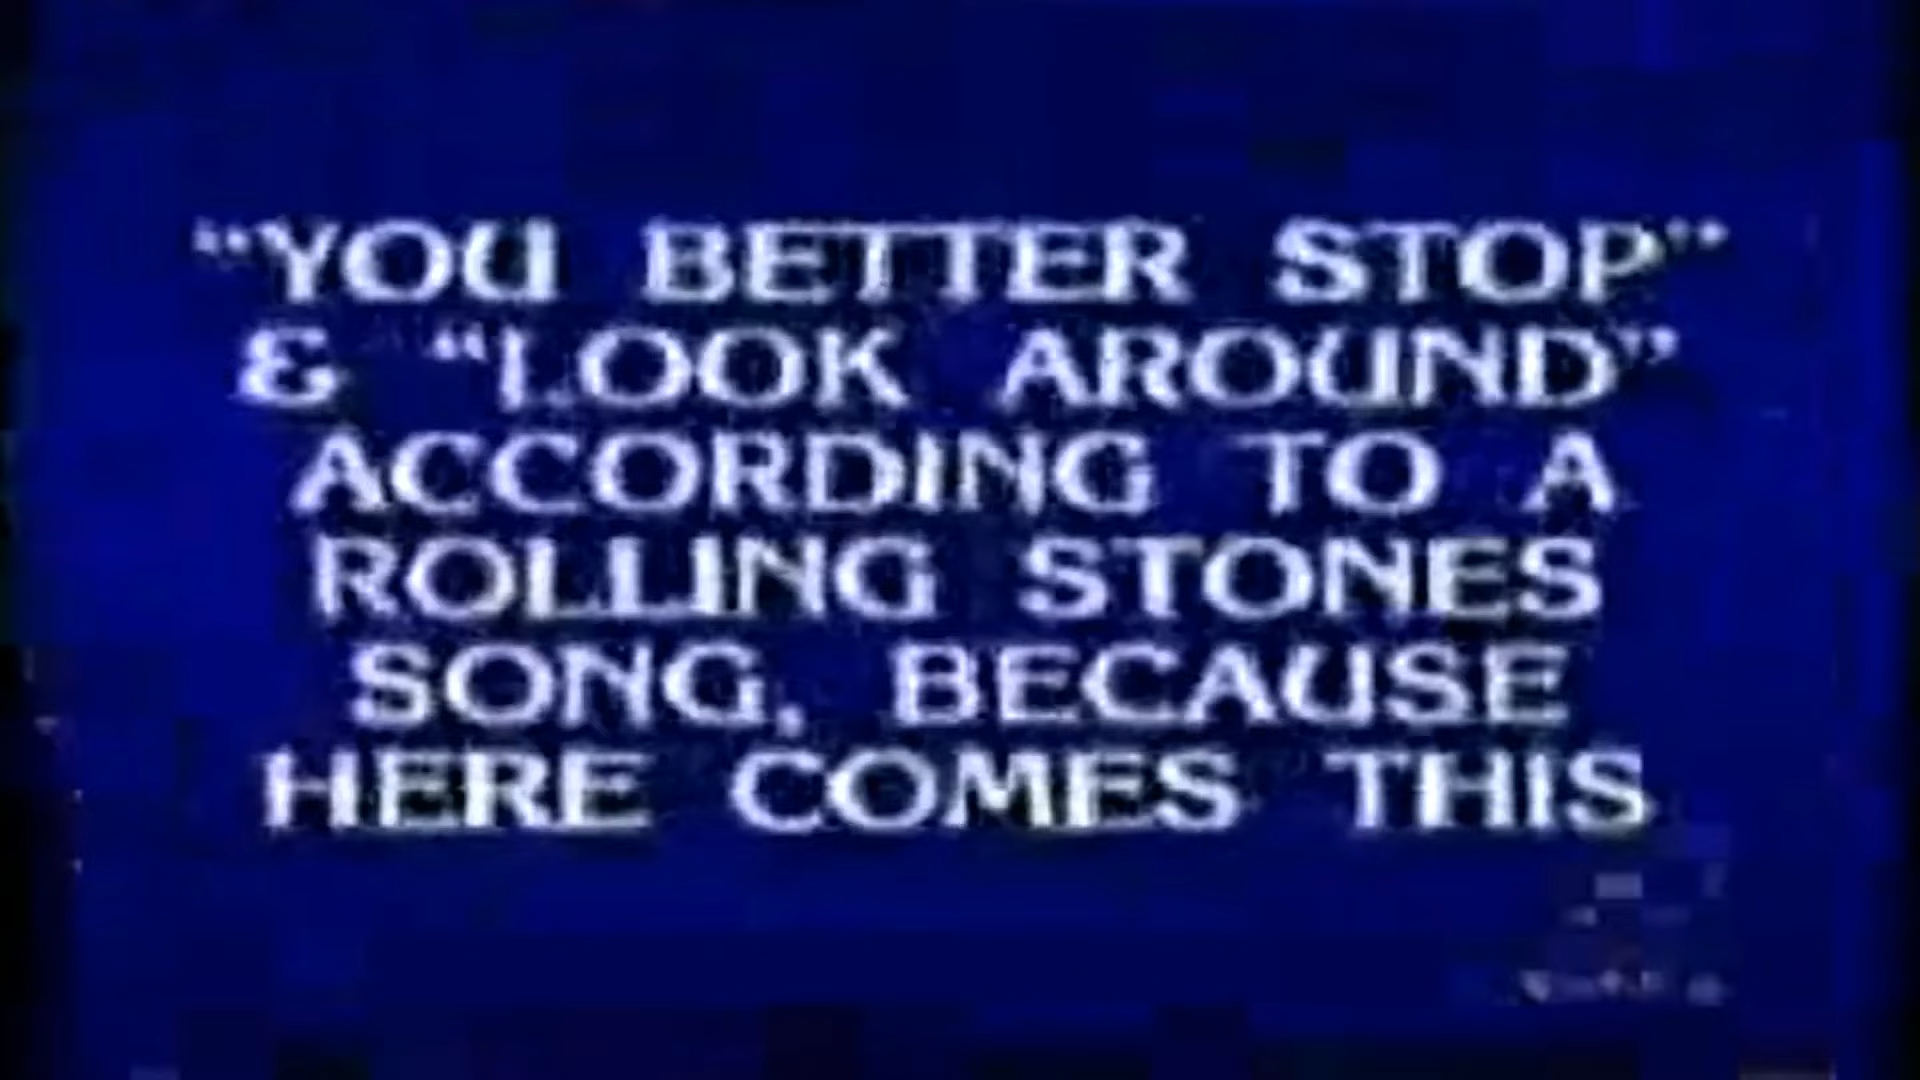 “YOU BETTER STOP”
& “LOOK AROUND”
ACCORDING TO A
ROLLING STONES
SONG, BECAUSE
HERE COMES THIS